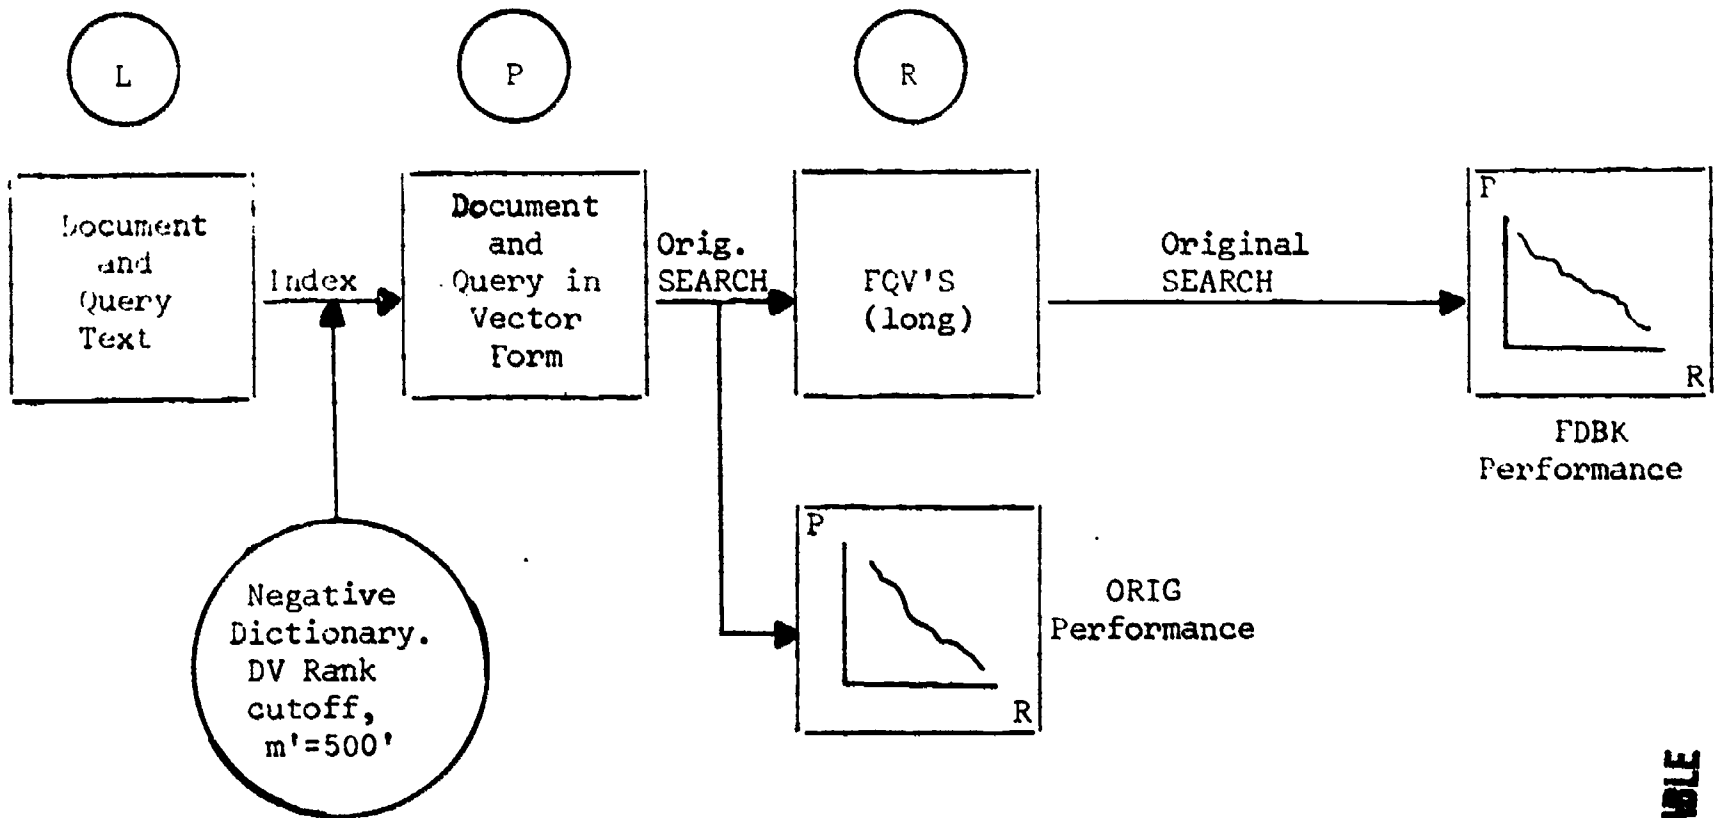 L
P
R
Document
and
Query
Text
Index
Document
and
Query in
Vector
Form
Orig.
SEARCH
FQV'S
(long)
Original
SEARCH
P
R
FDBK
Performance
Negative
Dictionary.
DV Rank
cutoff,
m'=500'
P
R
ORIG
Performance